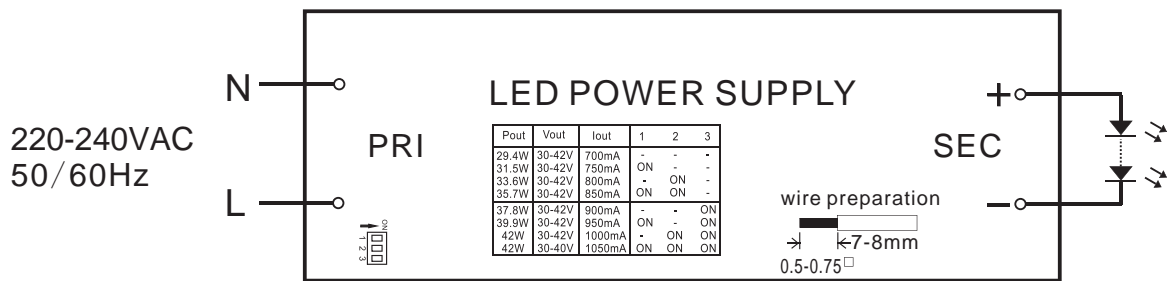 N
LED POWER SUPPLY
+
220-240VAC
50/60Hz
PRI
SEC
Pout Vout Iout 1 2 3
29.4W 30-42V 700mA - - -
31.5W 30-42V 750mA ON - -
33.6W 30-42V 800mA - ON -
35.7W 30-42V 850mA ON ON -
37.8W 30-42V 900mA - - ON
39.9W 30-42V 950mA ON - ON
42W 30-42V 1000mA - ON ON
42W 30-40V 1050mA ON ON ON
L
wire preparation
−
ON
1 2 3
7-8mm
0.5-0.75□